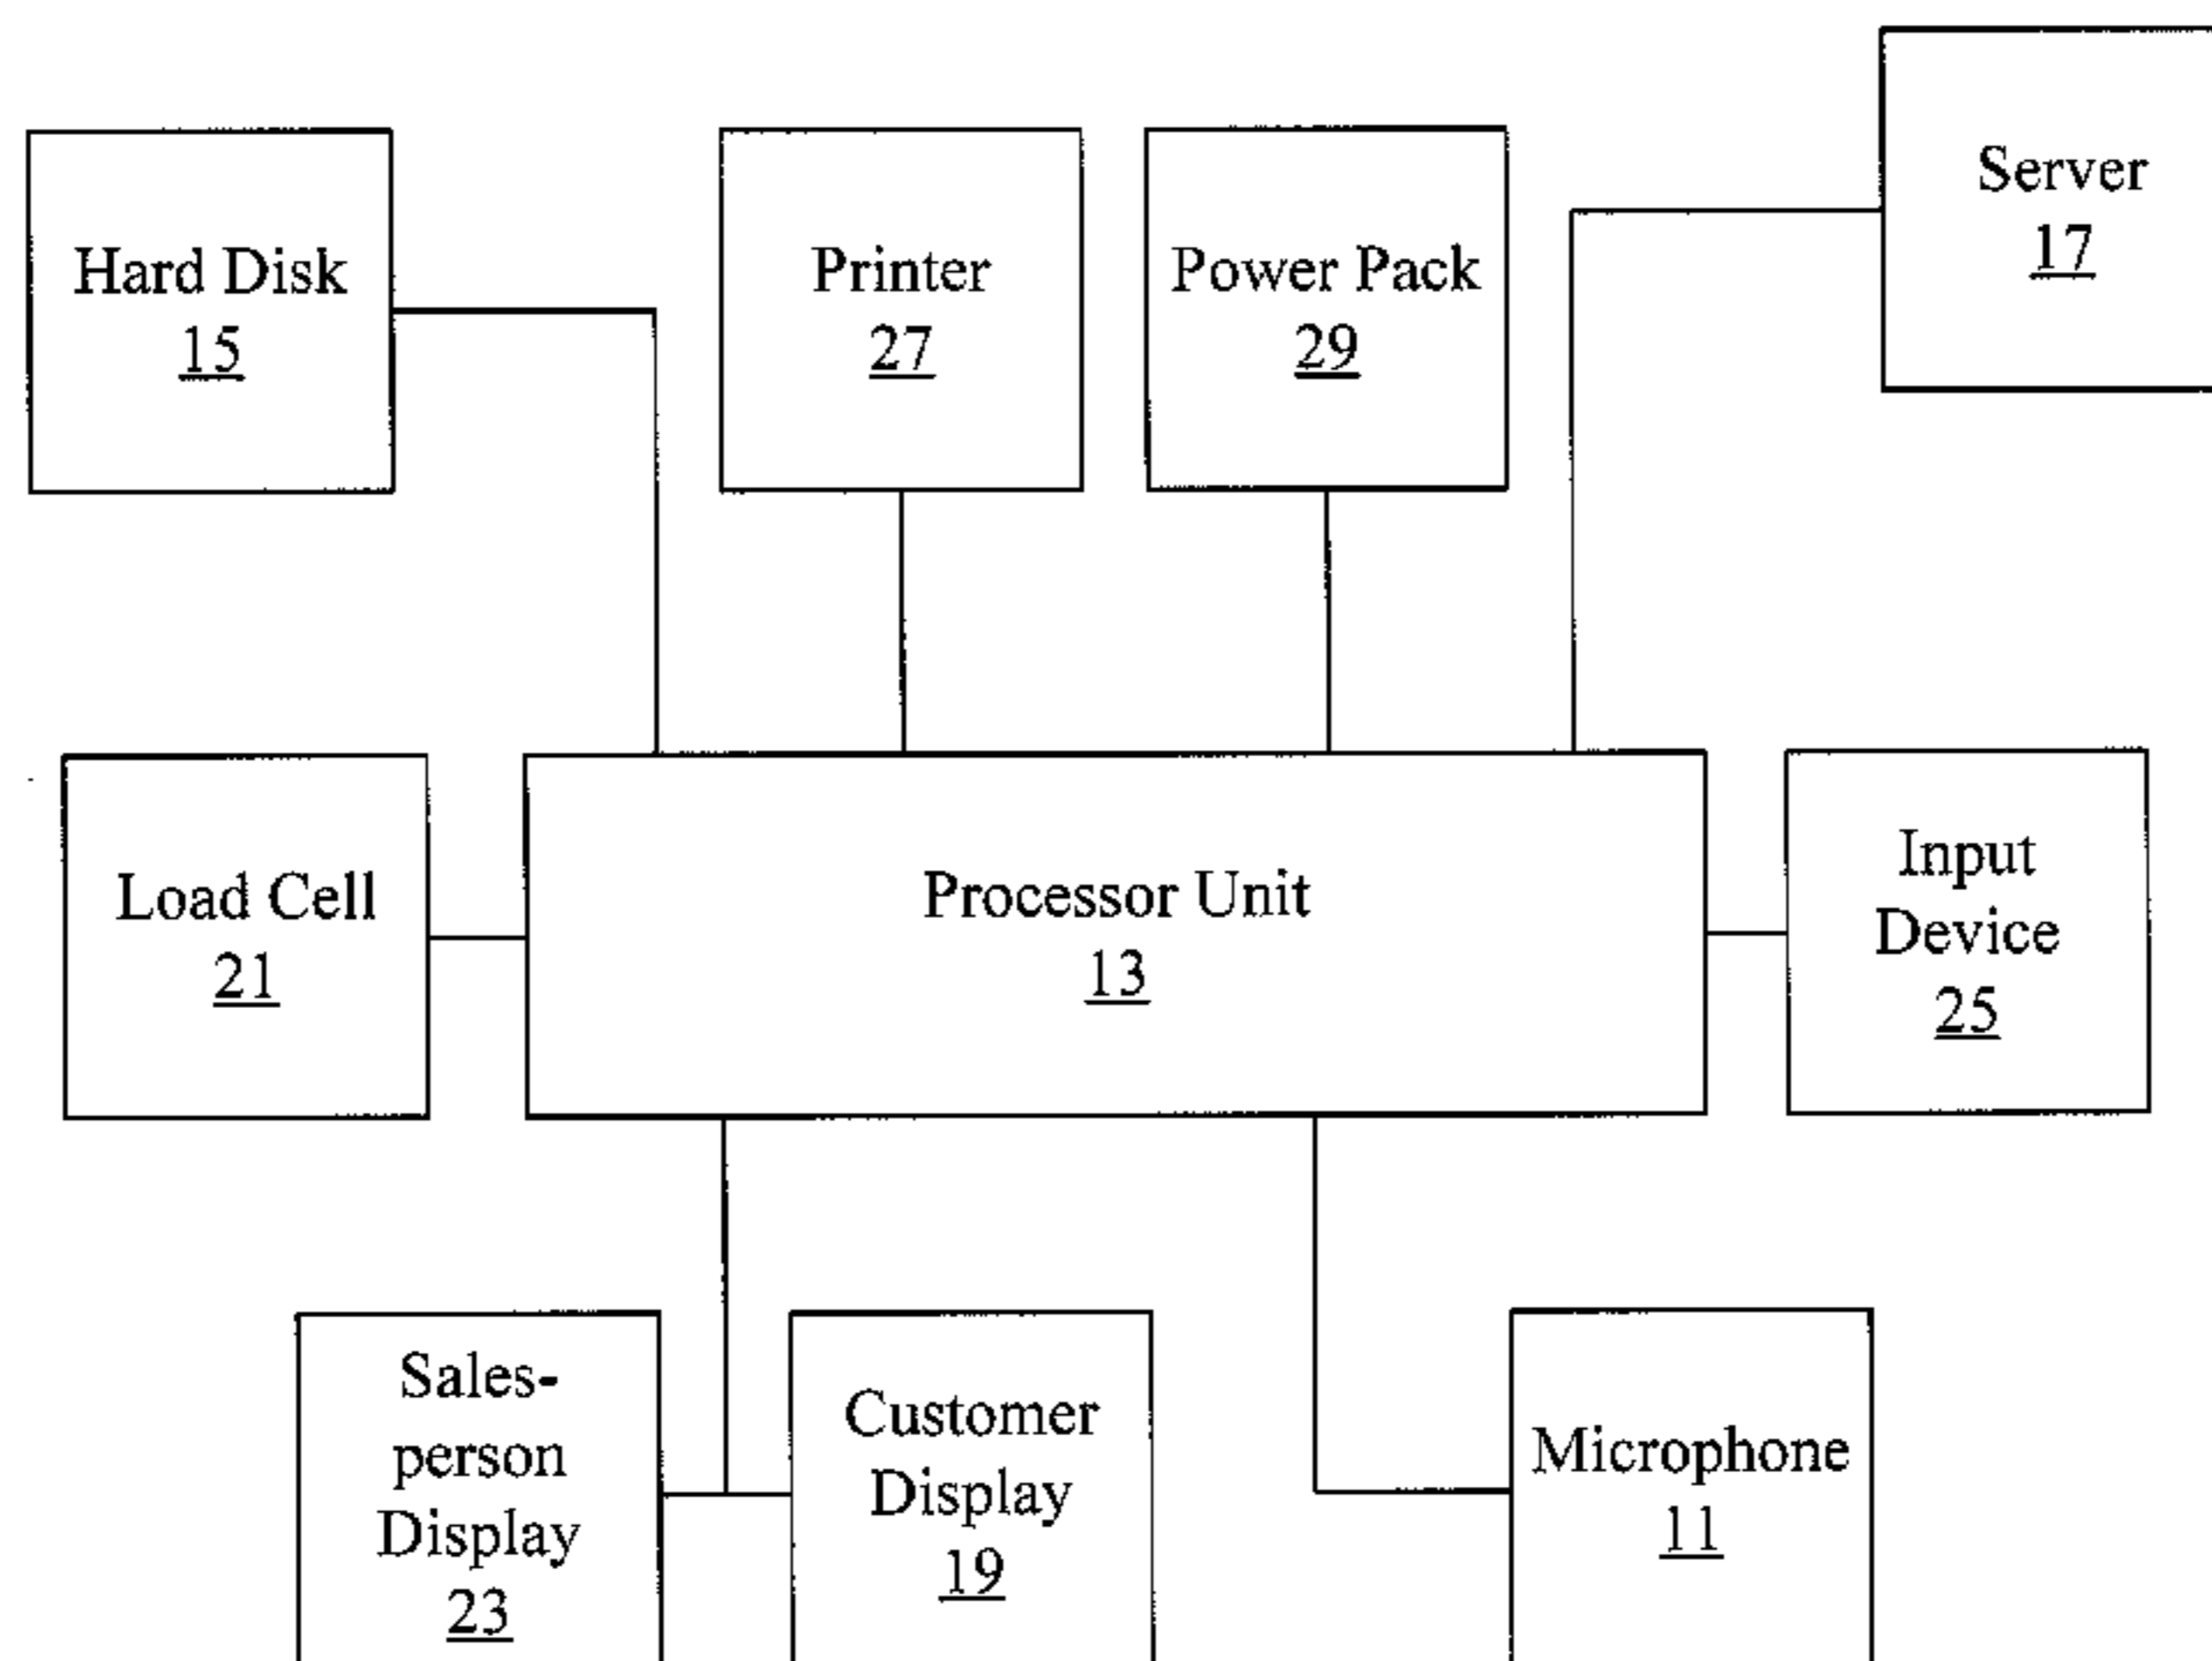 Server
17
Hard Disk
15
Printer
27
Power Pack
29
Load Cell
21
Processor Unit
13
Input
Device
25
Sales-
person
Display
23
Customer
Display
19
Microphone
11